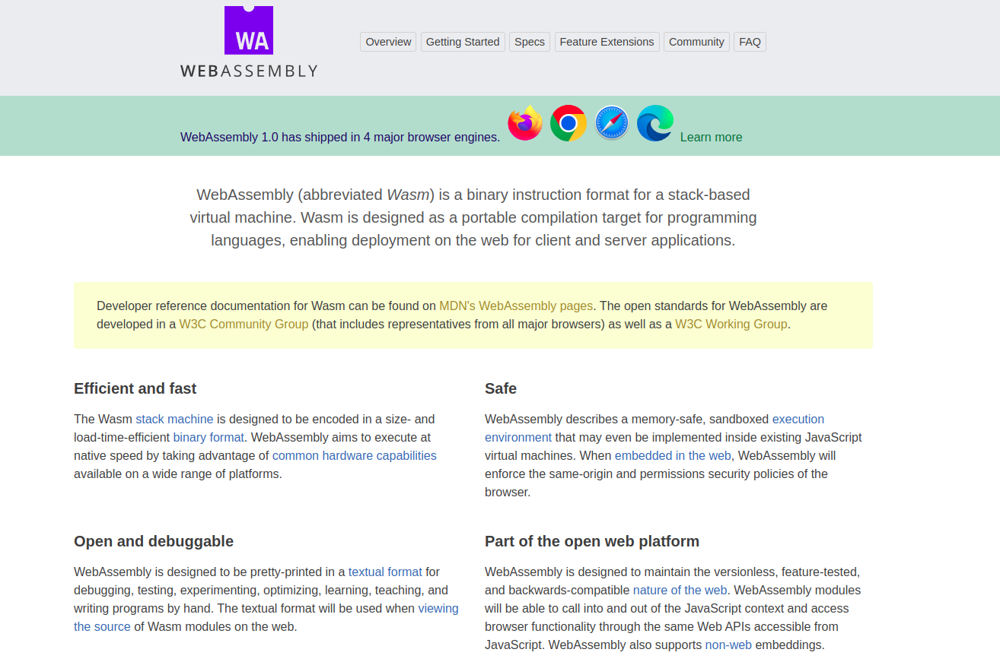 WA
WEBASSEMBLY
Overview Getting Started Specs Feature Extensions Community FAQ
WebAssembly 1.0 has shipped in 4 major browser engines. Learn more
WebAssembly (abbreviated Wasm) is a binary instruction format for a stack-based
virtual machine. Wasm is designed as a portable compilation target for programming
languages, enabling deployment on the web for client and server applications.
Developer reference documentation for Wasm can be found on MDN's WebAssembly pages. The open standards for WebAssembly are
developed in a W3C Community Group (that includes representatives from all major browsers) as well as a W3C Working Group.
Efficient and fast
The Wasm stack machine is designed to be encoded in a size- and
load-time-efficient binary format. WebAssembly aims to execute at
native speed by taking advantage of common hardware capabilities
available on a wide range of platforms.
Safe
WebAssembly describes a memory-safe, sandboxed execution
environment that may even be implemented inside existing JavaScript
virtual machines. When embedded in the web, WebAssembly will
enforce the same-origin and permissions security policies of the
browser.
Open and debuggable
WebAssembly is designed to be pretty-printed in a textual format for
debugging, testing, experimenting, optimizing, learning, teaching, and
writing programs by hand. The textual format will be used when viewing
the source of Wasm modules on the web.
Part of the open web platform
WebAssembly is designed to maintain the versionless, feature-tested,
and backwards-compatible nature of the web. WebAssembly modules
will be able to call into and out of the JavaScript context and access
browser functionality through the same Web APIs accessible from
JavaScript. WebAssembly also supports non-web embeddings.